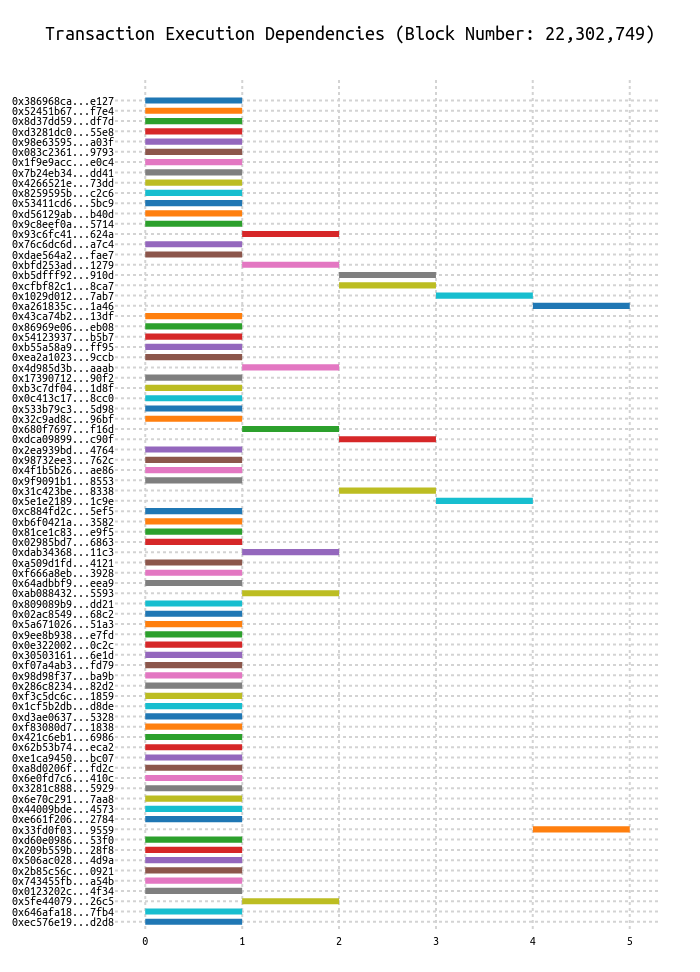 Transaction Execution Dependencies (Block Number: 22,302,749)
0x386968ca...e127
0x52451b67...f7e4
0x8d37dd59...df7d
0xd3281dc0...55e8
0x98e63595...a03f
0x083c2361...9793
0x1f9e9acc...e0c4
0x7b24eb34...dd41
0x4266521e...73dd
0x8259595b...c2c6
0x53411cd6...5bc9
0xd56129ab...b40d
0x9c8eef0a...5714
0x93c6fc41...624a
0x76c6dc6d...a7c4
0xdae564a2...fae7
0xbfd253ad...1279
0xb5dfff92...910d
0xcfbf82c1...8ca7
0x1029d012...7ab7
0xa261835c...1a46
0x43ca74b2...13df
0x86969e06...eb08
0x54123937...b5b7
0xb55a58a9...ff95
0xea2a1023...9ccb
0x4d985d3b...aaab
0x17390712...90f2
0xb3c7df04...1d8f
0x0c413c17...8cc0
0x533b79c3...5d98
0x32c9ad8c...96bf
0x680f7697...f16d
0xdca09899...c90f
0x2ea939bd...4764
0x98732ee3...762c
0x4f1b5b26...ae86
0x9f9091b1...8553
0x31c423be...8338
0x5e1e2189...1c9e
0xc884fd2c...5ef5
0xb6f0421a...3582
0x81ce1c83...e9f5
0x02985bd7...6863
0xdab34368...11c3
0xa509d1fd...4121
0xf666a8eb...3928
0x64adbbf9...eea9
0xab088432...5593
0x809089b9...dd21
0x02ac8549...68c2
0x5a671026...51a3
0x9ee8b938...e7fd
0x0e322002...0c2c
0x30503161...6e1d
0xf07a4ab3...fd79
0x98d98f37...ba9b
0x286c8234...82d2
0xf3c5dc6c...1859
0x1cf5b2db...d8de
0xd3ae0637...5328
0xf83080d7...1838
0x421c6eb1...6986
0x62b53b74...eca2
0xe1ca9450...bc07
0xa8d0206f...fd2c
0x6e0fd7c6...410c
0x3281c888...5929
0x6e70c291...7aa8
0x44009bde...4573
0xe661f206...2784
0x33fd0f03...9559
0xd60e0986...53f0
0x209b559b...28f8
0x506ac028...4d9a
0x2b85c56c...0921
0x743455fb...a54b
0x0123202c...4f34
0x5fe44079...26c5
0x646afa18...7fb4
0xec576e19...d2d8
0 1 2 3 4 5